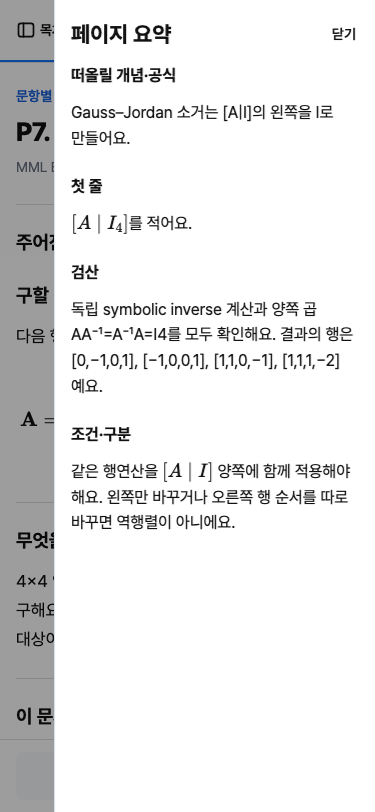 목
페이지 요약
닫기
떠올릴 개념·공식
문항별
Gauss–Jordan 소거는 [A|I]의 왼쪽을 I로
만들어요.
P7.
MML
첫 줄
[A | I₄]를 적어요.
주어진
검산
구할
독립 symbolic inverse 계산과 양쪽 곱
AA⁻¹=A⁻¹A=I4를 모두 확인해요. 결과의 행은
다음
[0,−1,0,1], [−1,0,0,1], [1,1,0,−1], [1,1,1,−2]
예요.
A =
조건·구분
같은 행연산을 [A | I] 양쪽에 함께 적용해야
해요. 왼쪽만 바꾸거나 오른쪽 행 순서를 따로
바꾸면 역행렬이 아니에요.
무엇을
4×4
구해요
대상이
이 문